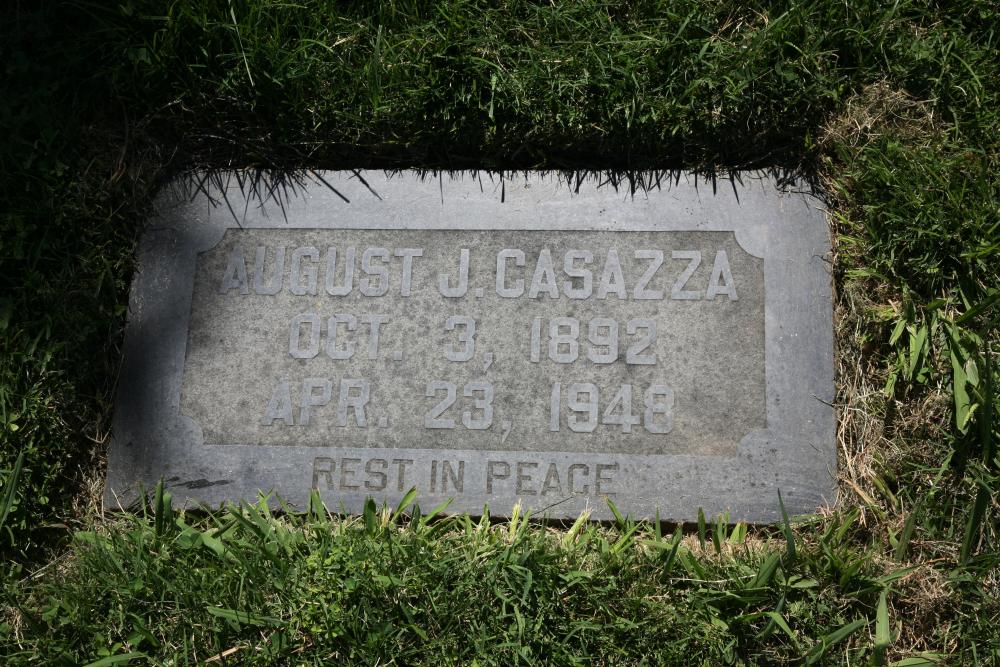 AUGUST J. CASAZZA
OCT. 3, 1892
APR. 23, 1948
REST IN PEACE